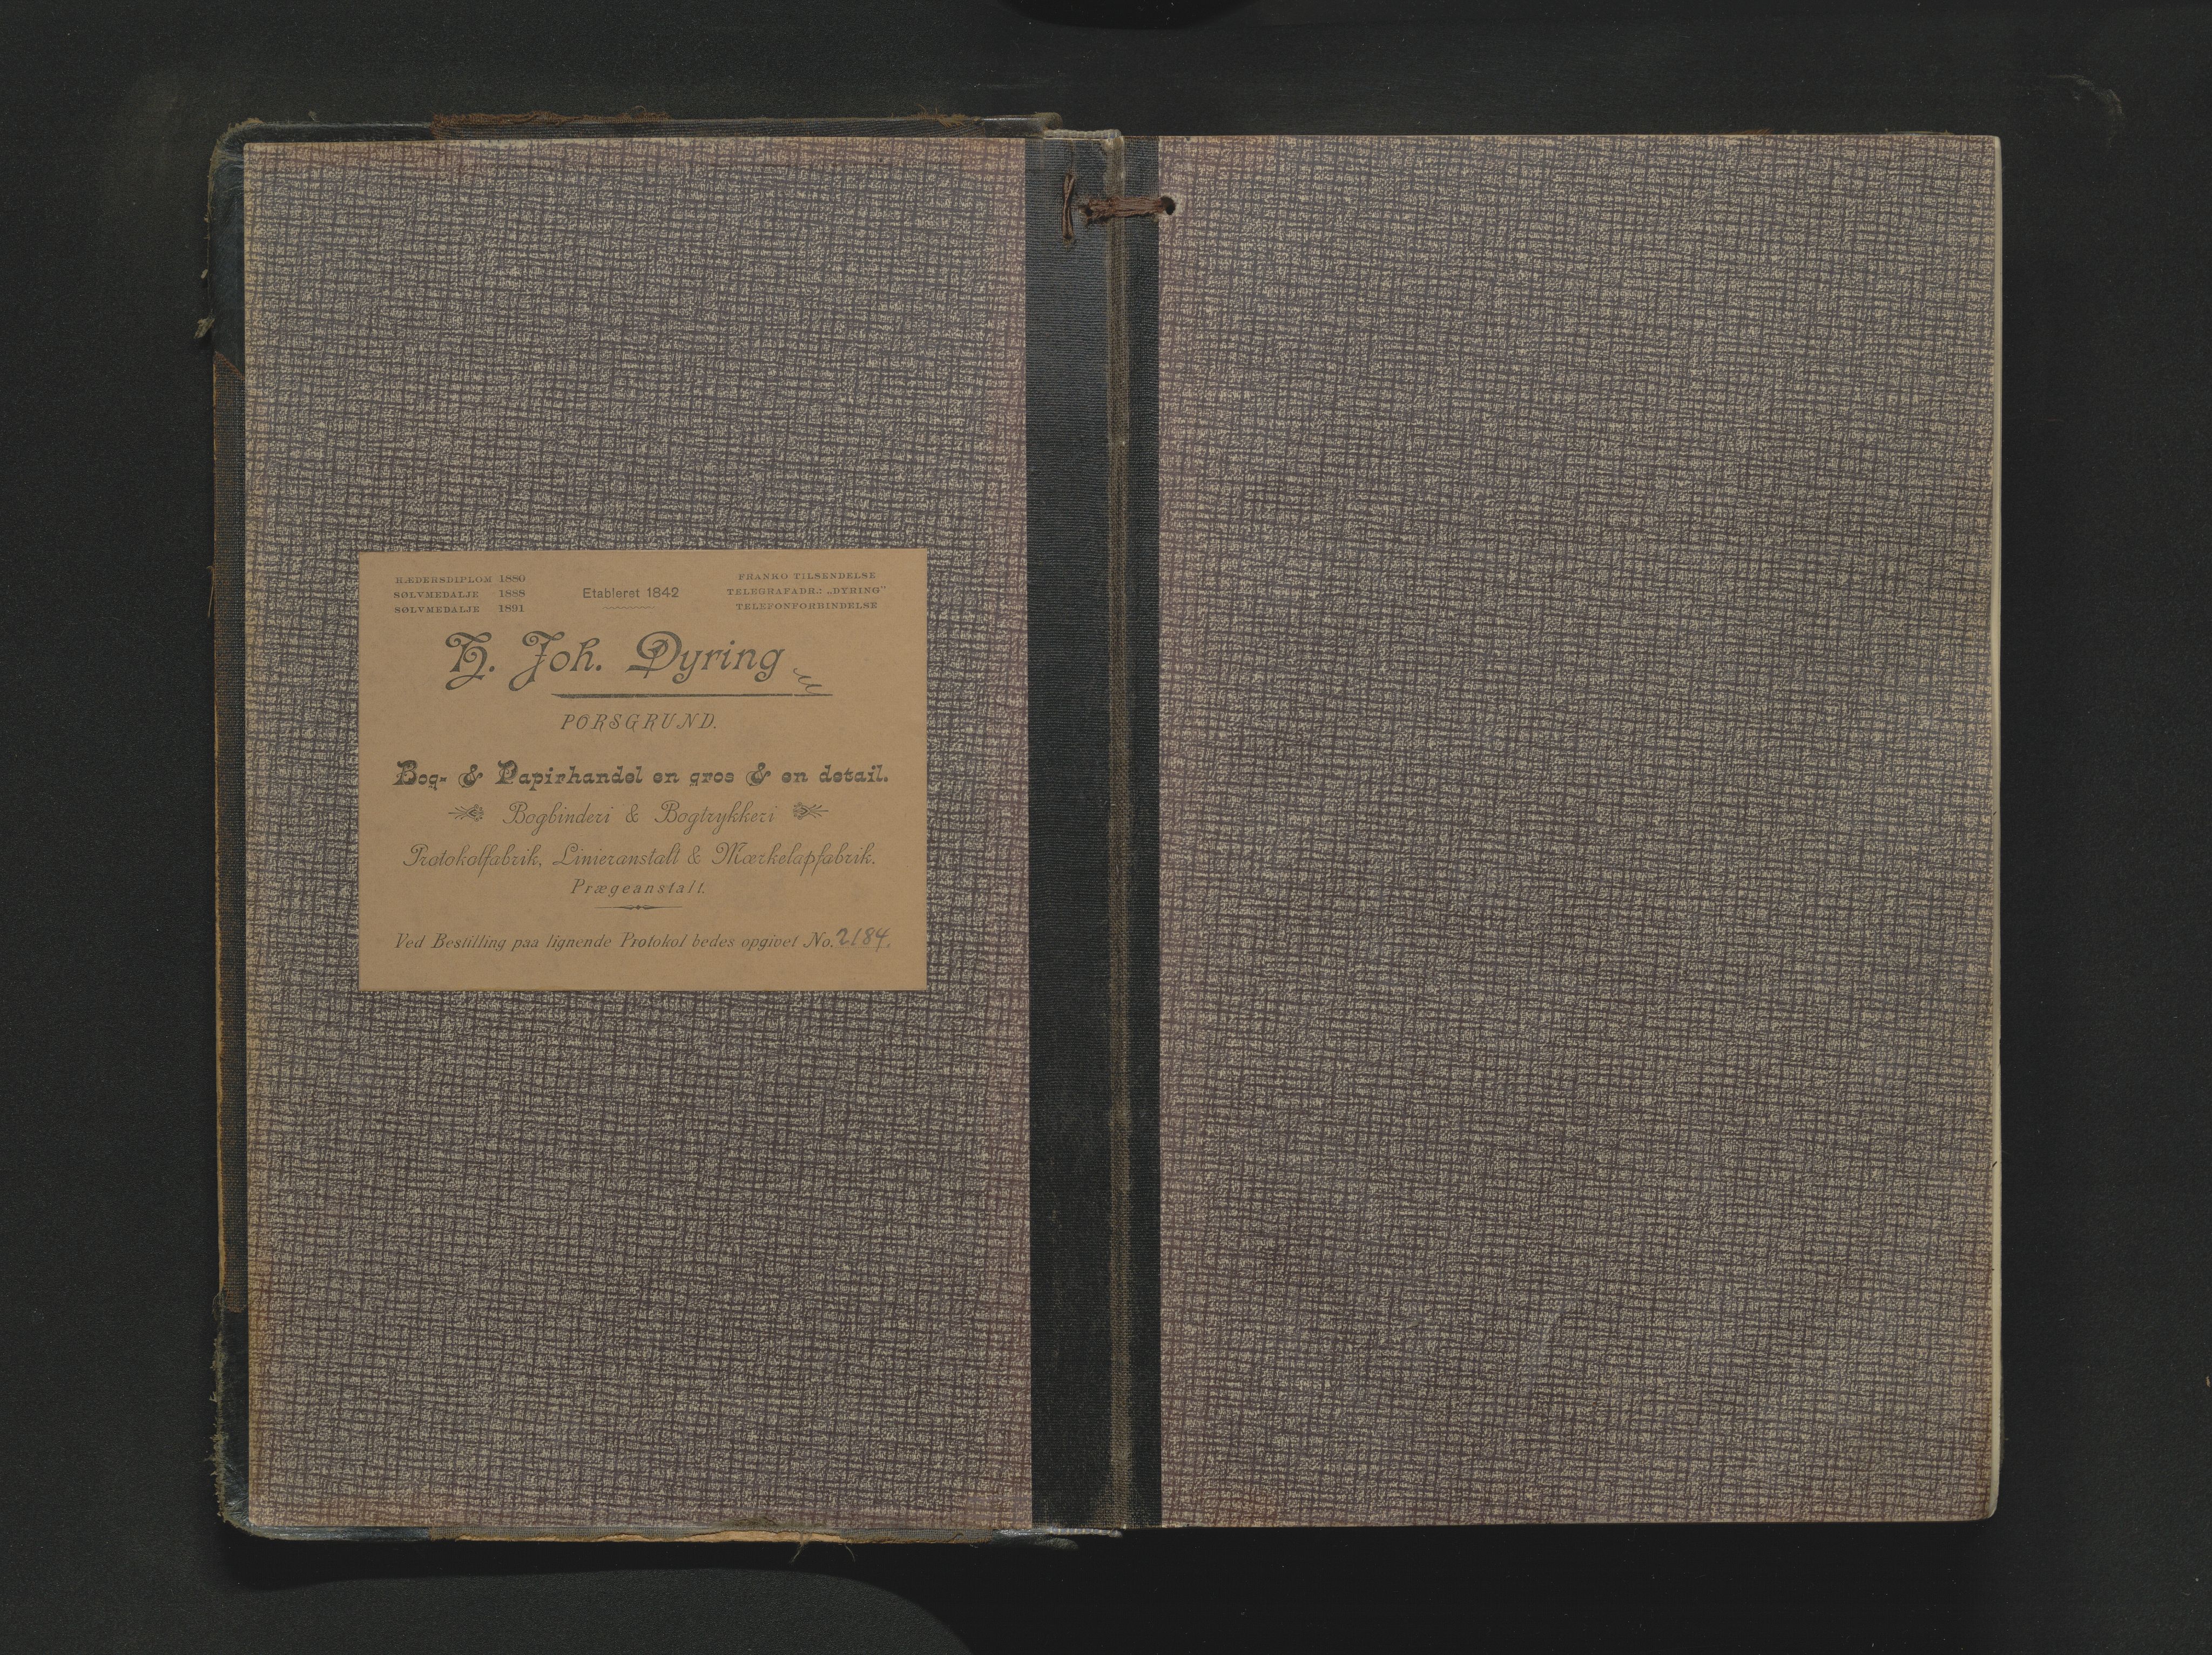 HÆDERSDIPLOM 1880
SØLVMEDALJE 1888
SØLVMEDALJE 1891
Etableret 1842
FRANKO TILSENDELSE
TELEGRAFADR.: „DYRING"
TELEFONFORBINDELSE
H. Joh. Dyring
PORSGRUND.
Bog- & Papirhandel en gros & en detail.
Bogbinderi & Bogtrykkeri
Protokolfabrik, Linieranstalt & Mærkelapfabrik.
Prægeanstalt.
Ved Bestilling paa lignende Protokol bedes opgivet No. 2184.